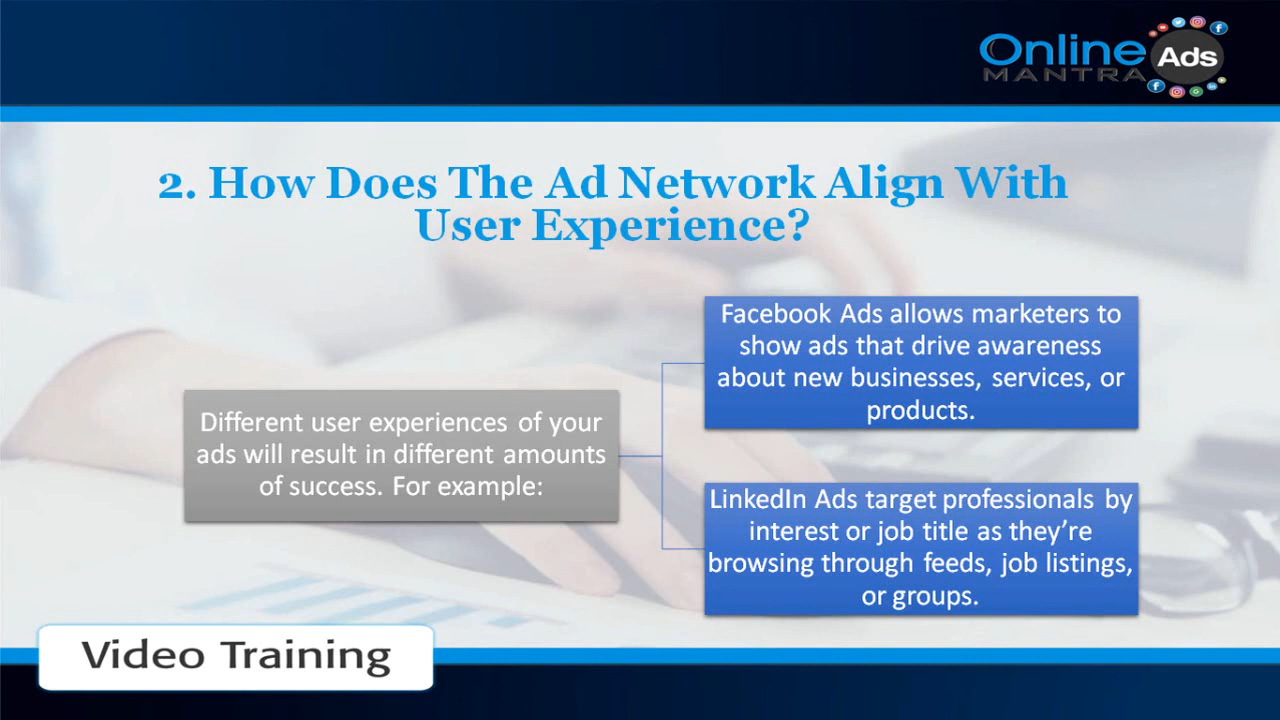 Online
Ads
MANTRA
2. How Does The Ad Network Align With
User Experience?
Facebook Ads allows marketers to
show ads that drive awareness
about new businesses, services, or
products.
Different user experiences of your
ads will result in different amounts
of success. For example:
LinkedIn Ads target professionals by
interest or job title as they’re
browsing through feeds, job listings,
or groups.
Video Training